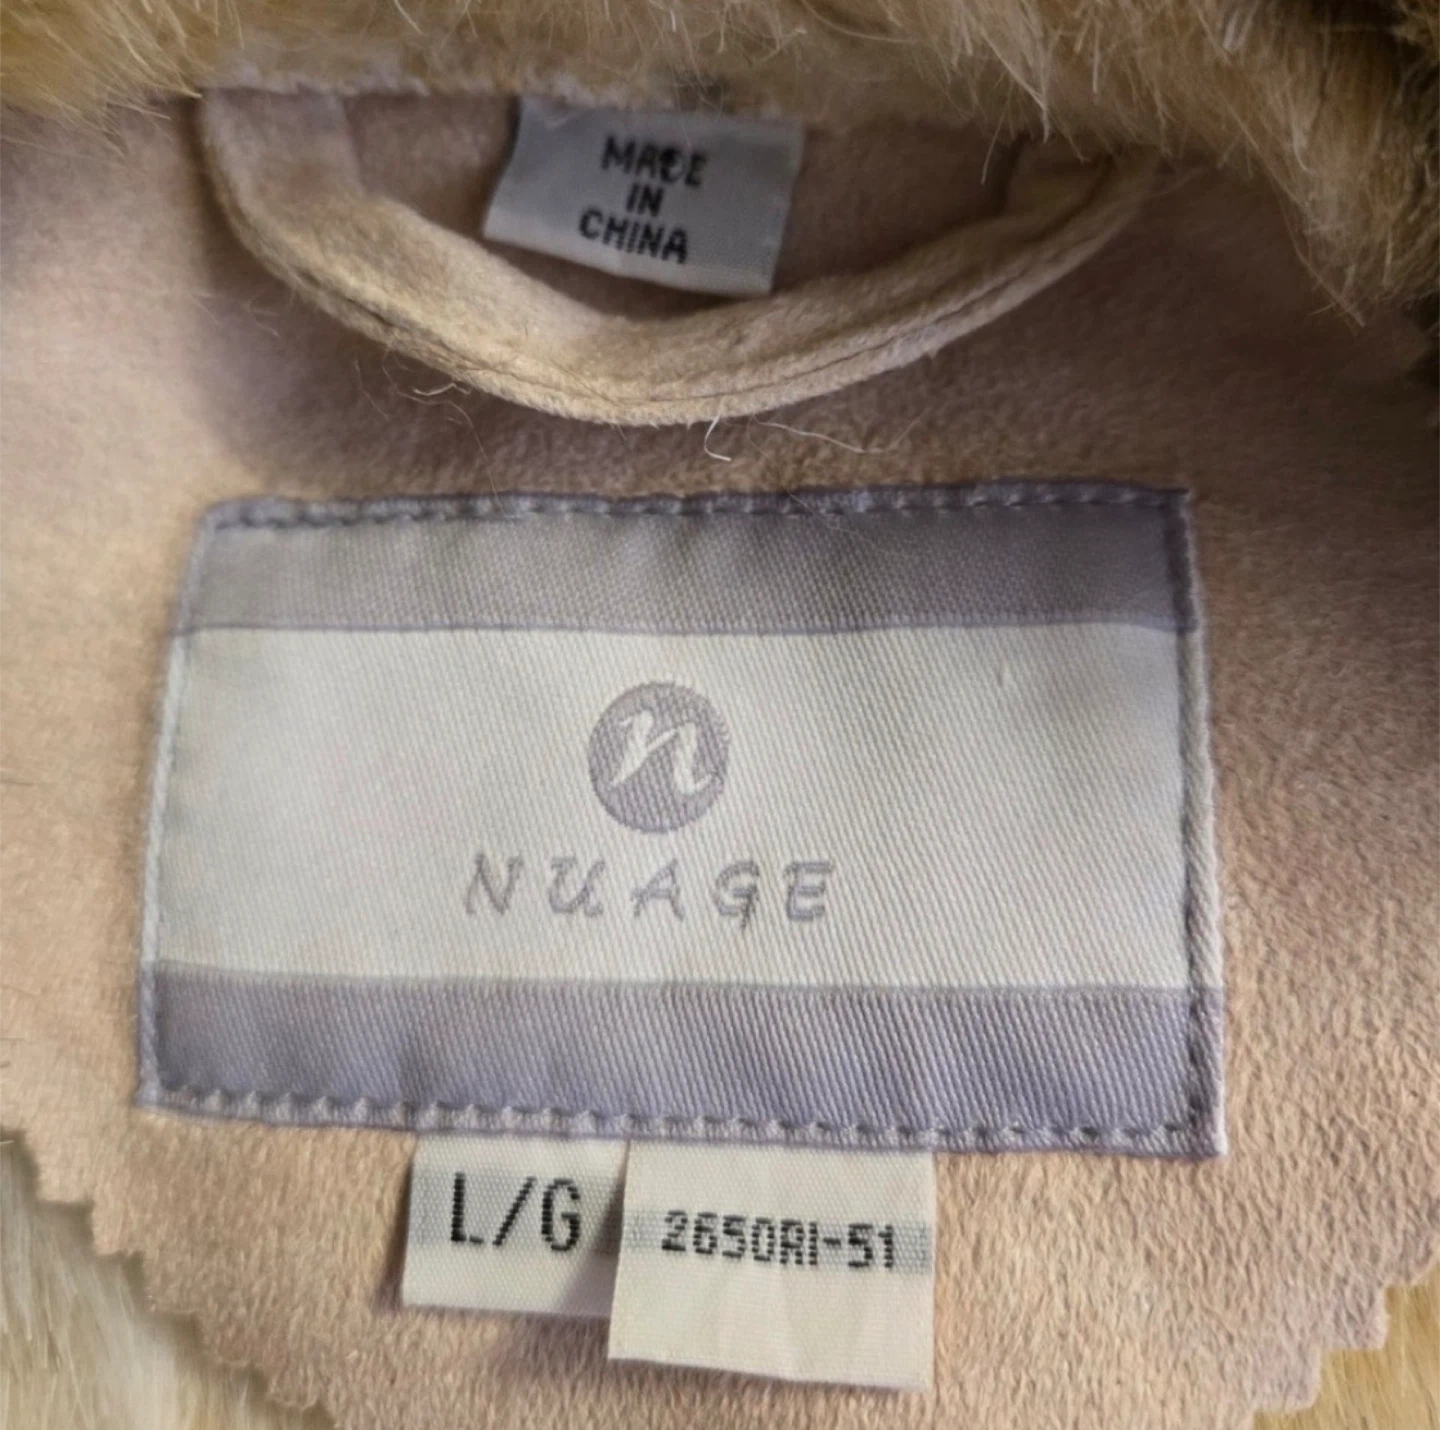 MADE
IN
CHINA
n
NUAGE
L/G
2650RI-51